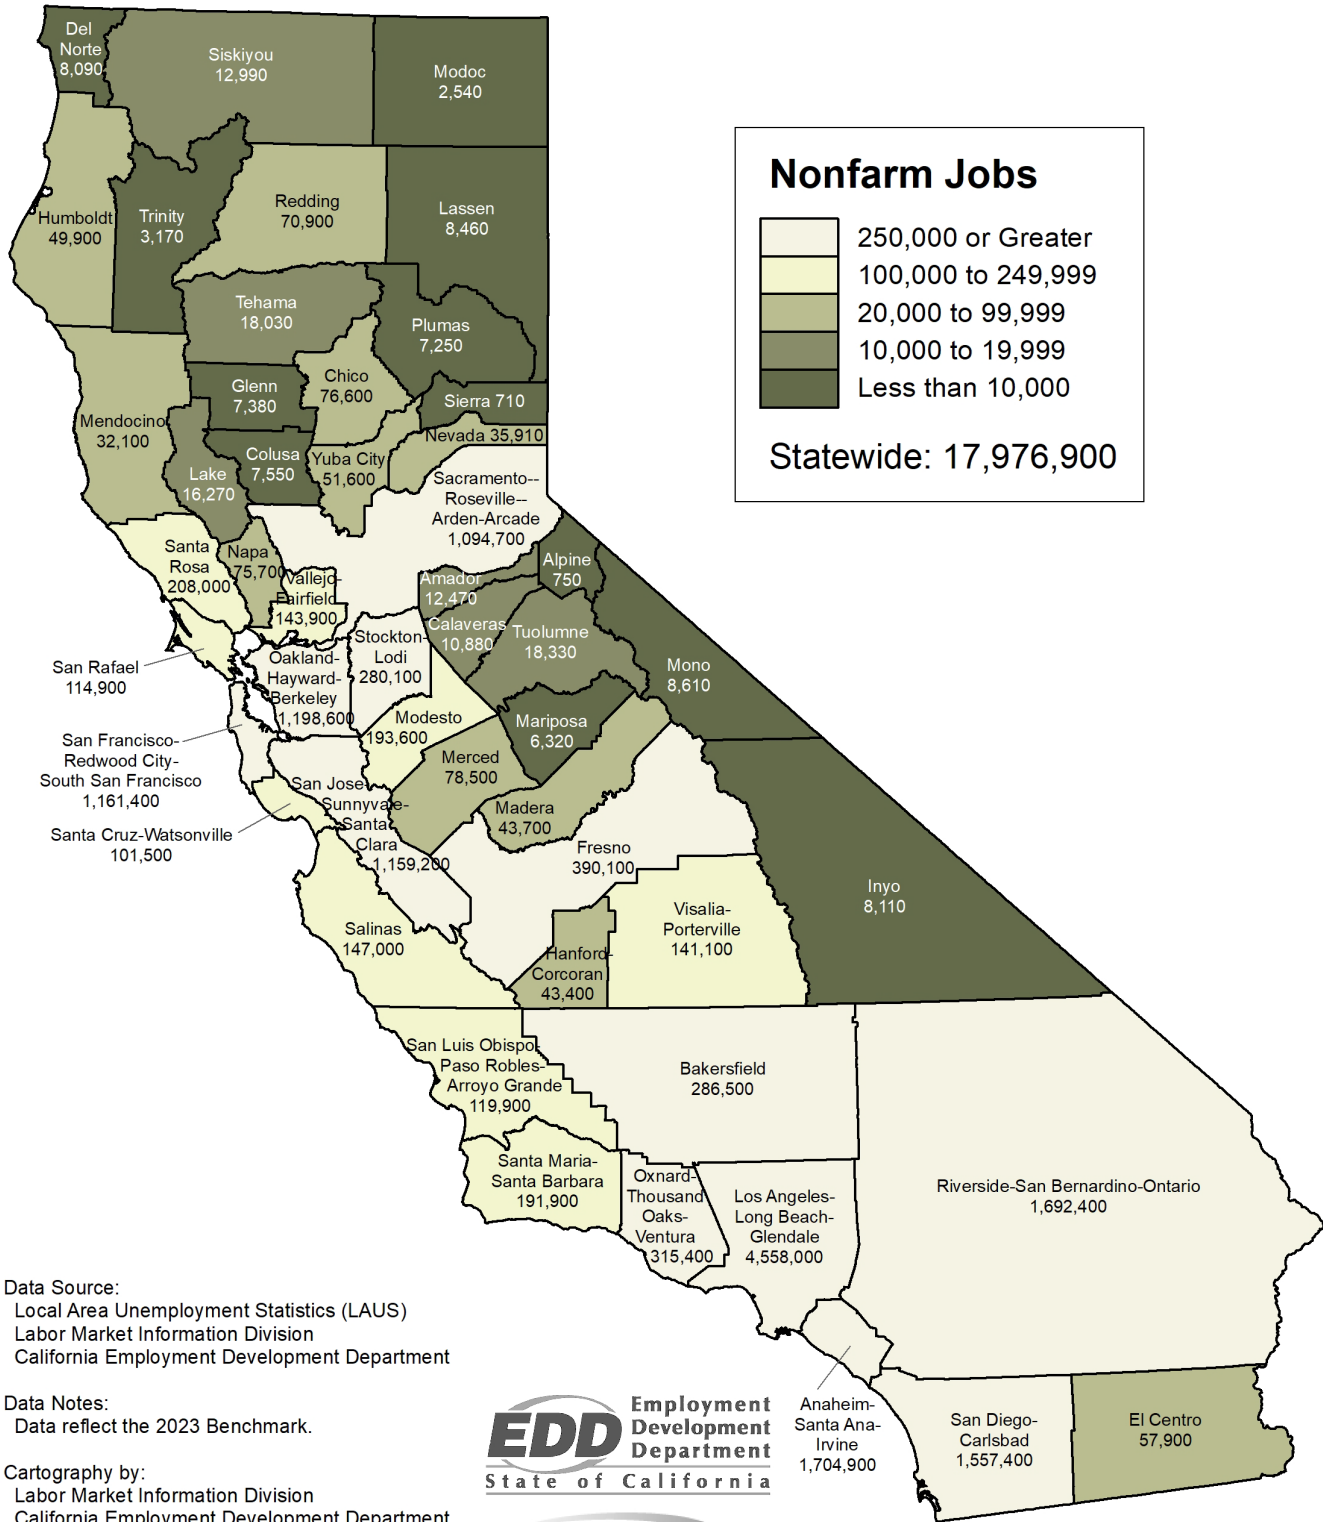 Del
Norte
8,090
Siskiyou
12,990
Modoc
2,540
Nonfarm Jobs
250,000 or Greater
100,000 to 249,999
20,000 to 99,999
10,000 to 19,999
Less than 10,000
Statewide: 17,976,900
Humboldt
49,900
Trinity
3,170
Redding
70,900
Lassen
8,460
Tehama
18,030
Plumas
7,250
Glenn
7,380
Chico
76,600
Sierra 710
Mendocino
32,100
Nevada 35,910
Lake
16,270
Colusa
7,550
Yuba City
51,600
Sacramento--
Roseville--
Arden-Arcade
1,094,700
Santa
Rosa
208,000
Napa
75,700
Vallejo-
Fairfield
143,900
Amador
12,470
Alpine
750
Calaveras
10,880
Tuolumne
18,330
Mono
8,610
San Rafael
114,900
Oakland-
Hayward-
Berkeley
1,198,600
Stockton-
Lodi
280,100
Modesto
193,600
Mariposa
6,320
San Francisco-
Redwood City-
South San Francisco
1,161,400
Merced
78,500
San Jose-
Sunnyvale-
Santa
Clara
1,159,200
Madera
43,700
Santa Cruz-Watsonville
101,500
Fresno
390,100
Inyo
8,110
Salinas
147,000
Visalia-
Porterville
141,100
Hanford-
Corcoran
43,400
San Luis Obispo-
Paso Robles-
Arroyo Grande
119,900
Bakersfield
286,500
Santa Maria-
Santa Barbara
191,900
Oxnard-
Thousand
Oaks-
Ventura
315,400
Los Angeles-
Long Beach-
Glendale
4,558,000
Riverside-San Bernardino-Ontario
1,692,400
Anaheim-
Santa Ana-
Irvine
1,704,900
San Diego-
Carlsbad
1,557,400
El Centro
57,900
Data Source:
Local Area Unemployment Statistics (LAUS)
Labor Market Information Division
California Employment Development Department
Data Notes:
Data reflect the 2023 Benchmark.
Cartography by:
Labor Market Information Division
California Employment Development Department
EDD
Employment
Development
Department
State of California